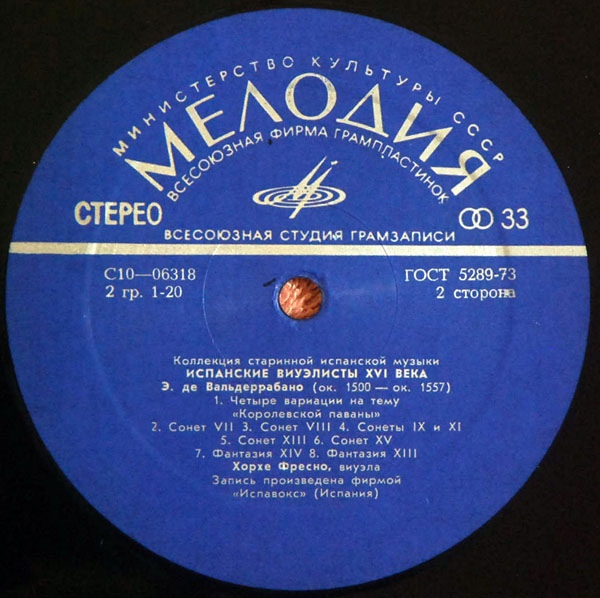 МИНИСТЕРСТВО КУЛЬТУРЫ СССР
МЕЛОДИЯ
ВСЕСОЮЗНАЯ ФИРМА ГРАМПЛАСТИНОК
СТЕРЕО
33
ВСЕСОЮЗНАЯ СТУДИЯ ГРАМЗАПИСИ
С10—06318
ГОСТ 5289-73
2 гр. 1-20
2 сторона
Коллекция старинной испанской музыки
ИСПАНСКИЕ ВИУЭЛИСТЫ XVI ВЕКА
Э. де Вальдеррабано (ок. 1500 — ок. 1557)
1. Четыре вариации на тему
«Королевской паваны»
2. Сонет VII 3. Сонет VIII 4. Сонеты IX и XI
5. Сонет XIII 6. Сонет XV
7. Фантазия XIV 8. Фантазия XIII
Хорхе Фресно, виуэла
Запись произведена фирмой
«Испавокс» (Испания)